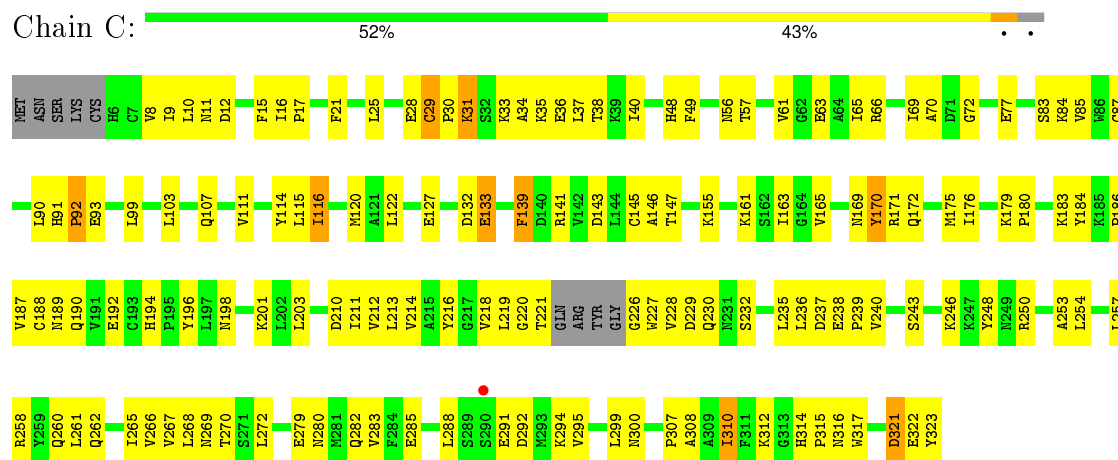 Chain C:
52% 43% • •
MET ASN SER LYS CYS H6 C7 V8 I9 L10 N11 D12 F15 I16 P17 F21 L25 E28 C29 P30 K31 S32 K33 A34 K35 E36 L37 T38 K39 I40 H48 F49 N56 T57 V61 G62 E63 A64 I65 R66 I69 A70 D71 G72 E77 S83 K84 V85 W86
L90 H91 P92 E93 L99 L103 Q107 V111 Y114 L115 I116 M120 A121 L122 E127 D132 E133 F139 D140 R141 V142 D143 L144 C145 A146 T147 K155 K161 S162 I163 G164 V165 N169 Y170 R171 Q172 M175 I176 K179 P180 K183 Y184 K185
V187 C188 N189 Q190 V191 E192 C193 H194 P195 Y196 L197 N198 K201 L202 L203 D210 I211 V212 L213 V214 A215 Y216 G217 V218 L219 G220 T221 GLN ARG TYR GLY G226 W227 V228 D229 Q230 N231 S232 L235 L236 D237 E238 P239 V240 S243 K246 K247 Y248 N249 R250 A253 L254
R258 Y259 Q260 L261 Q262 I265 V266 V267 L268 N269 T270 S271 L272 E279 N280 M281 Q282 V283 F284 E285 L288 S289 S290 E291 D292 M293 K294 V295 L299 N300 P307 A308 A309 I310 F311 K312 G313 H314 P315 N316 W317 D321 E322 Y323